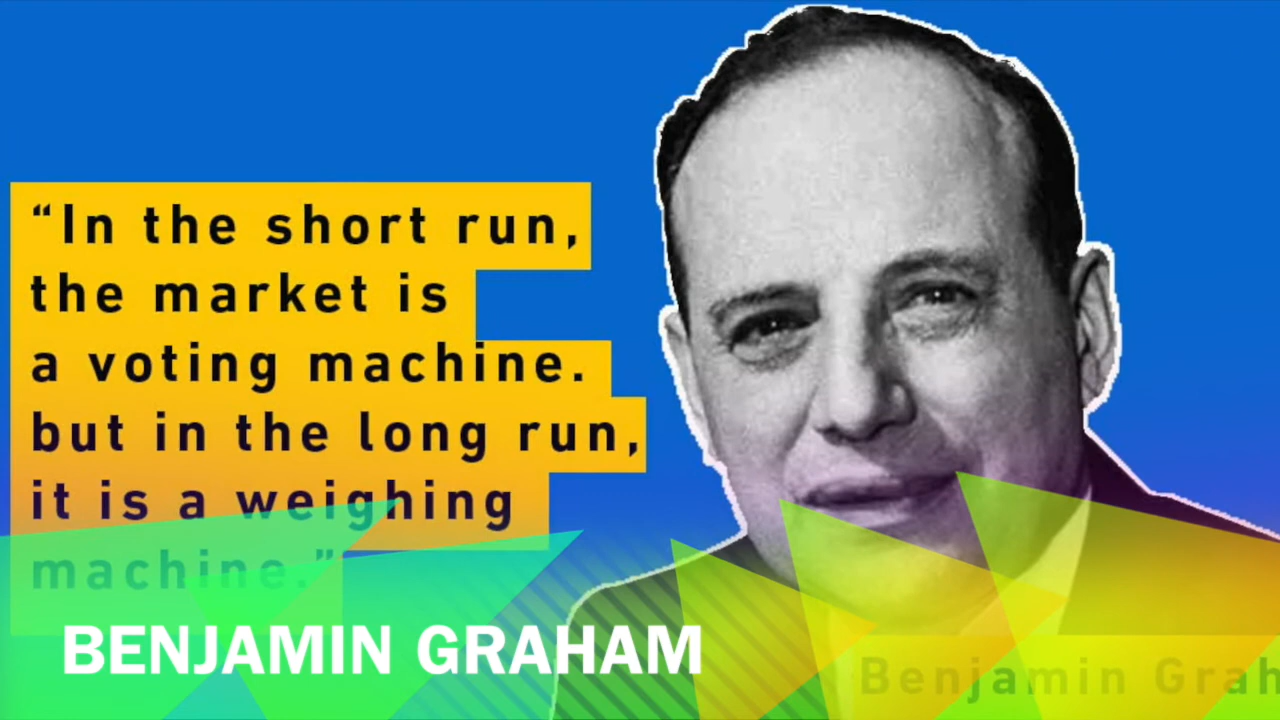 “In the short run,
the market is
a voting machine.
but in the long run,
it is a weighing
machine.”
BENJAMIN GRAHAM
Benjamin Grah